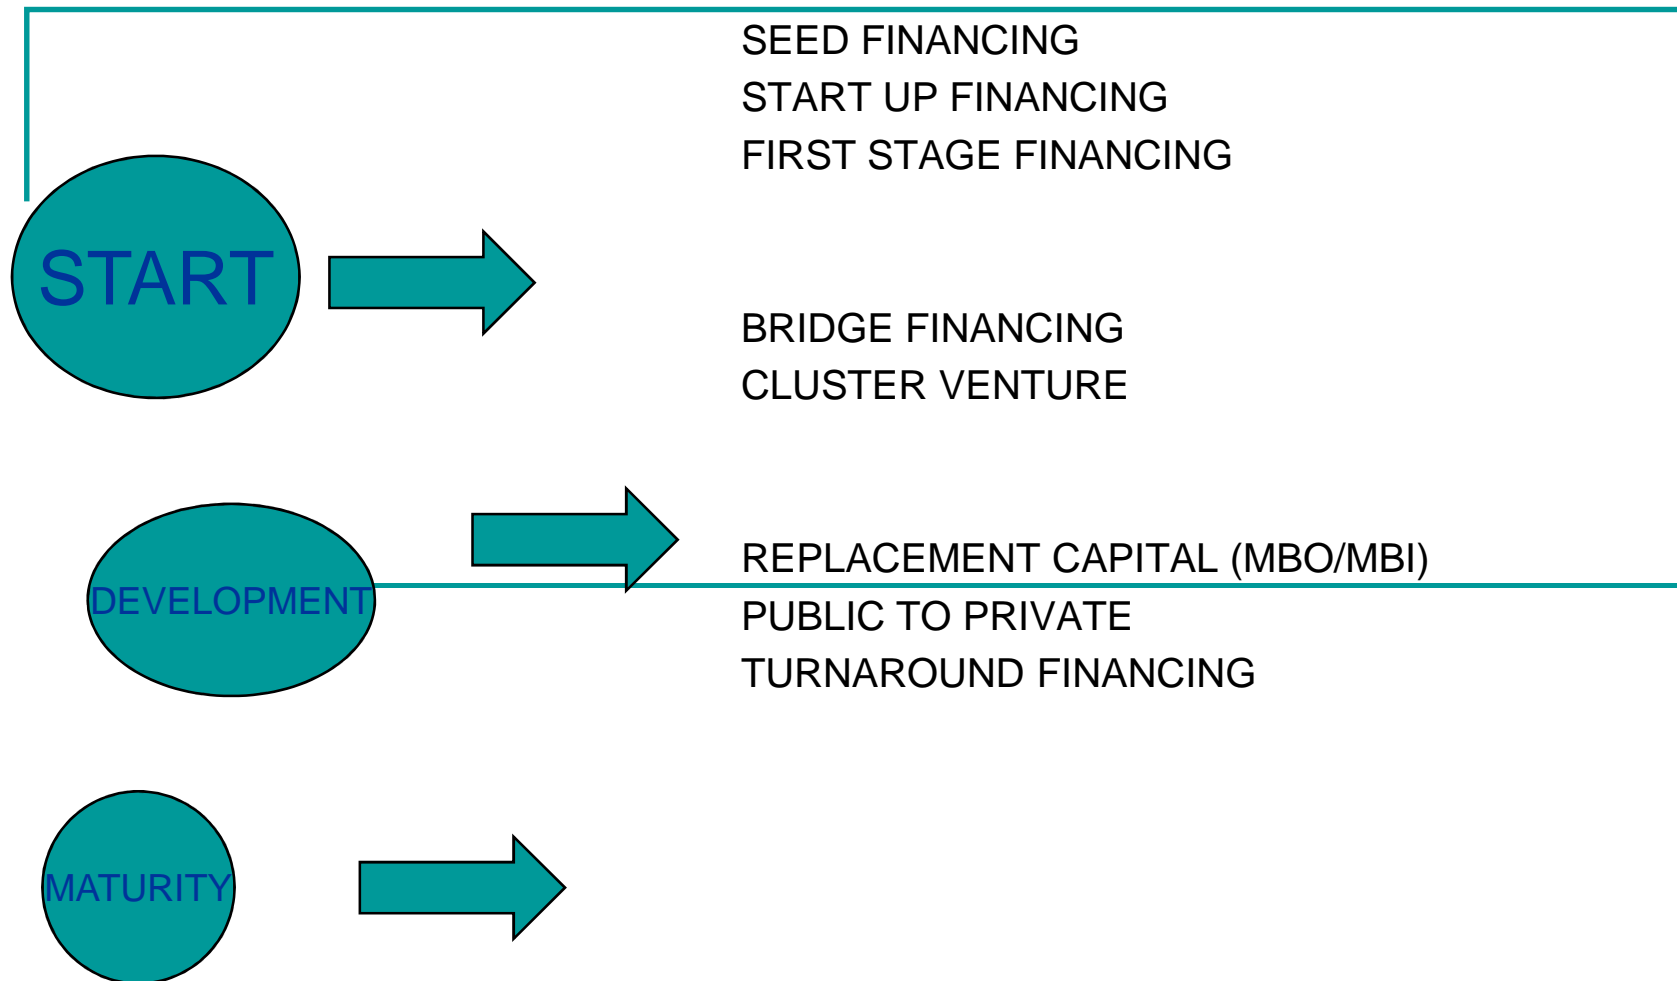 SEED FINANCING
START UP FINANCING
FIRST STAGE FINANCING
START
BRIDGE FINANCING
CLUSTER VENTURE
DEVELOPMENT
REPLACEMENT CAPITAL (MBO/MBI)
PUBLIC TO PRIVATE
TURNAROUND FINANCING
MATURITY